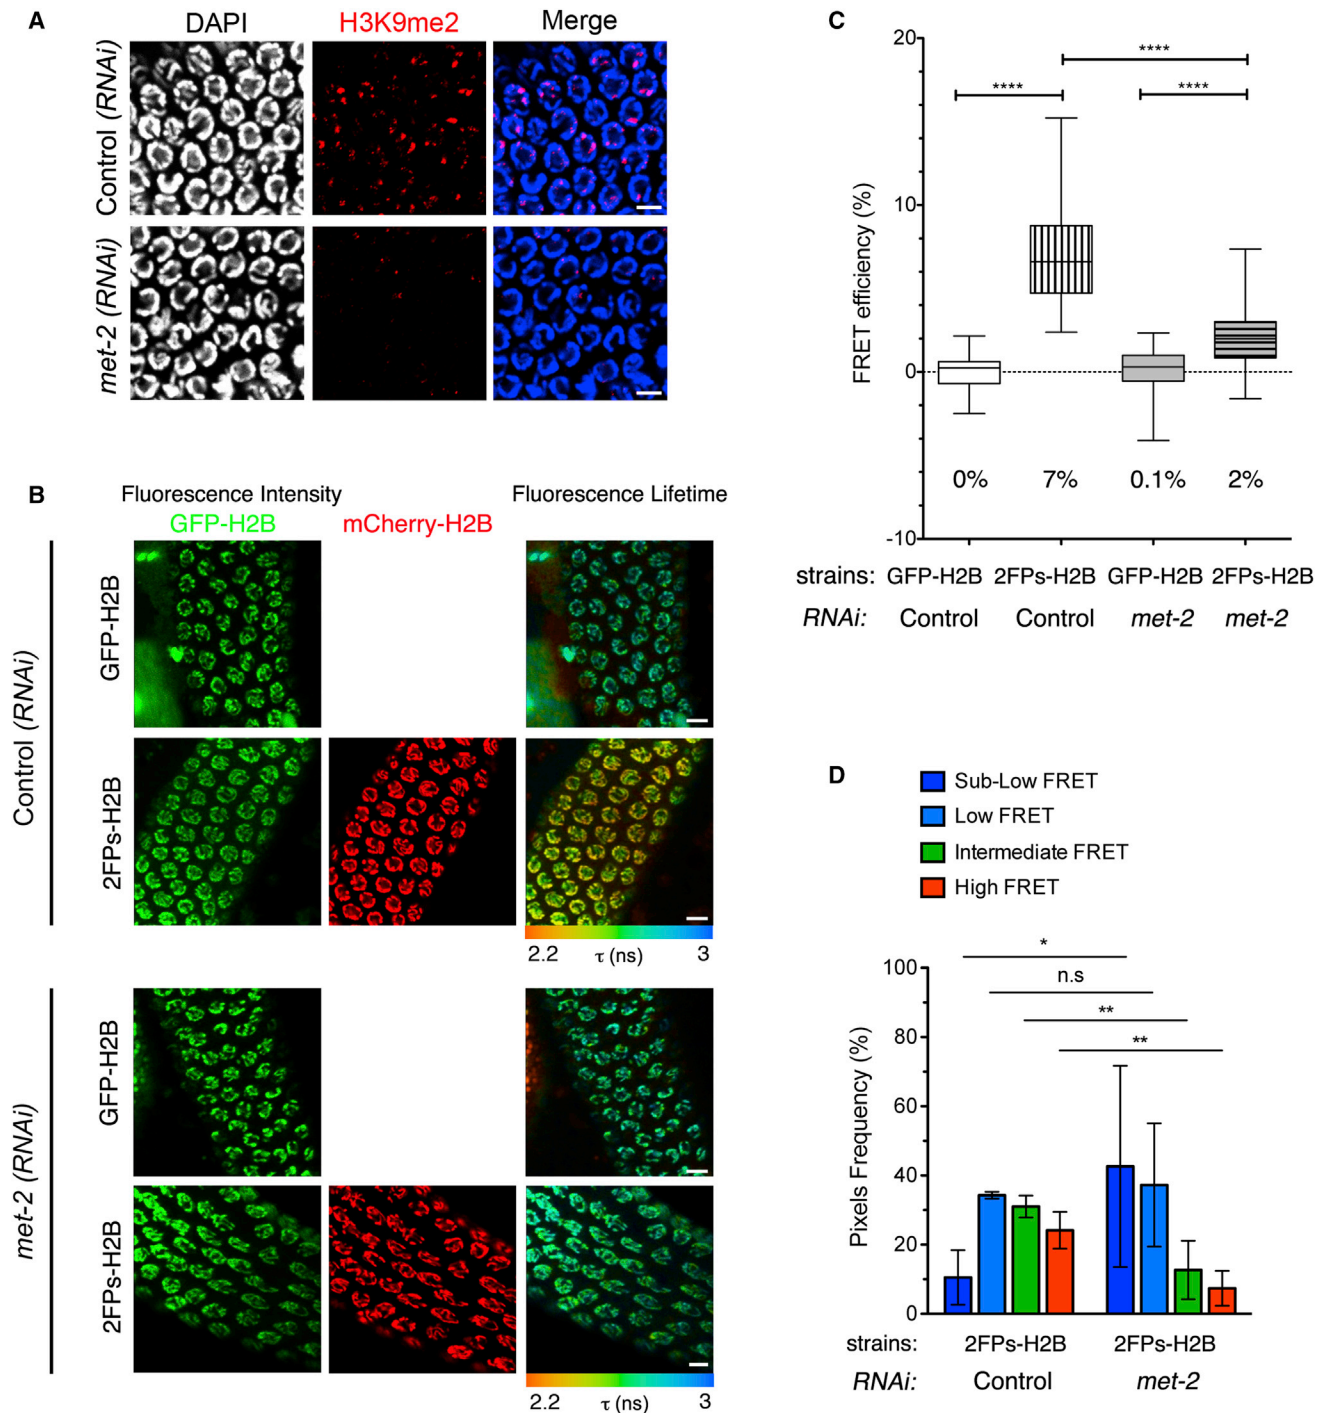 A
DAPI
H3K9me2
Merge
Control (RNAi)
met-2 (RNAi)
B
Fluorescence Intensity
Fluorescence Lifetime
GFP-H2B
mCherry-H2B
Control (RNAi)
GFP-H2B
2FPs-H2B
2.2
τ (ns)
3
met-2 (RNAi)
GFP-H2B
2FPs-H2B
2.2
τ (ns)
3
C
FRET efficiency (%)
20
10
0
-10
****
****
****
0%
7%
0.1%
2%
strains: GFP-H2B 2FPs-H2B GFP-H2B 2FPs-H2B
RNAi: Control Control met-2 met-2
D
Sub-Low FRET
Low FRET
Intermediate FRET
High FRET
Pixels Frequency (%)
100
80
60
40
20
0
*
n.s
**
**
strains: 2FPs-H2B 2FPs-H2B
RNAi: Control met-2